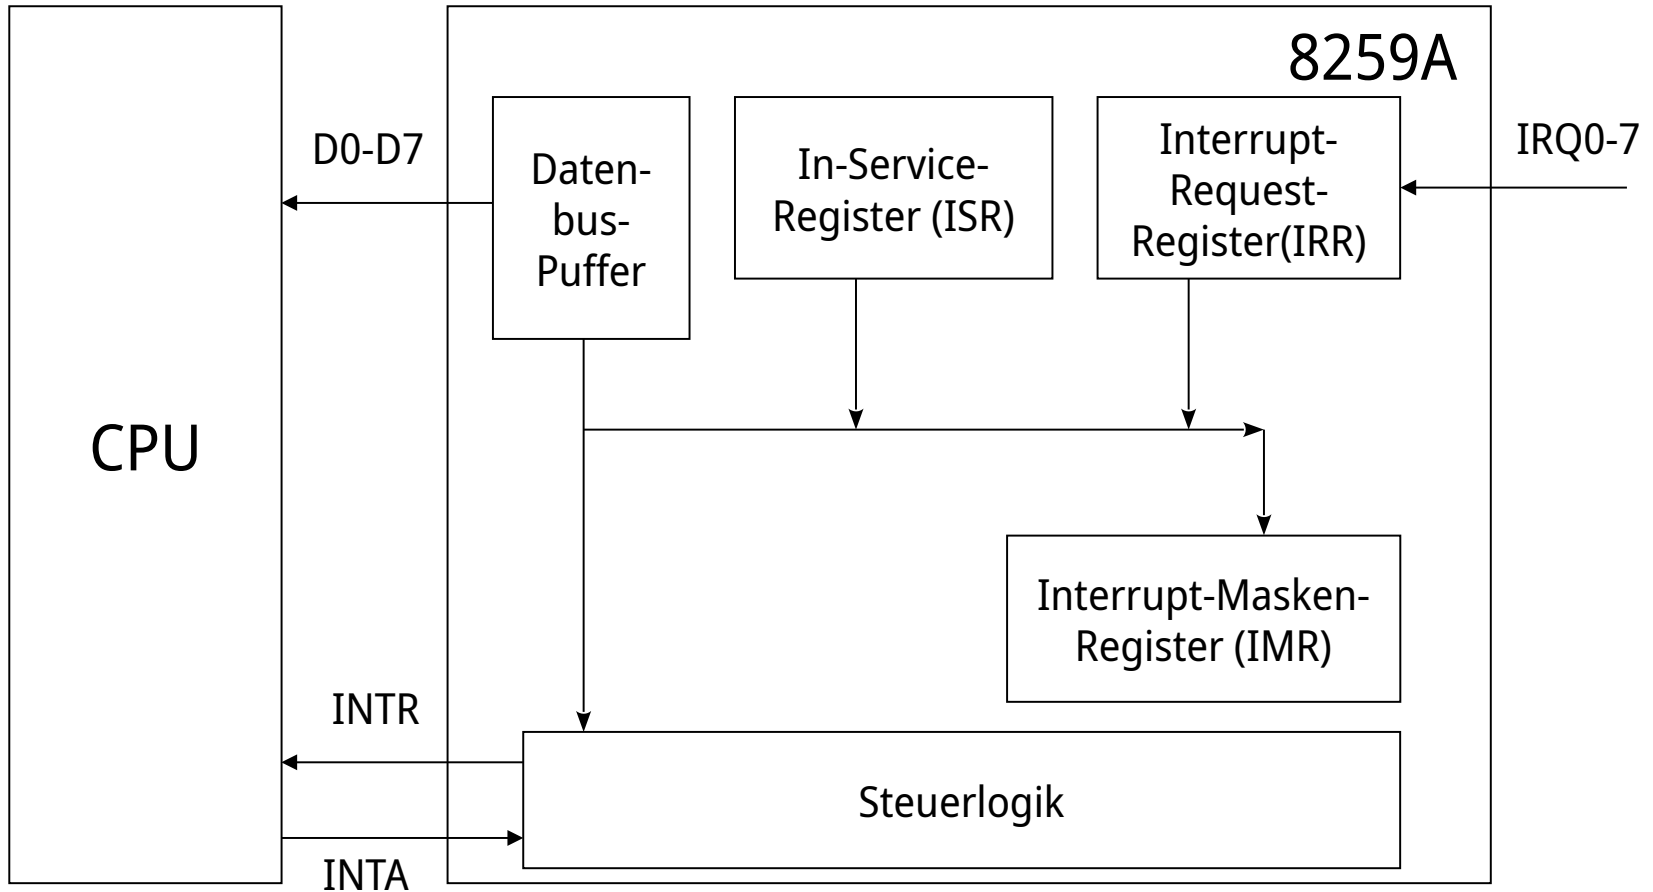 8259A
D0-D7
Daten-
bus-
Puffer
In-Service-
Register (ISR)
Interrupt-
Request-
Register(IRR)
IRQ0-7
CPU
Interrupt-Masken-
Register (IMR)
INTR
Steuerlogik
INTA